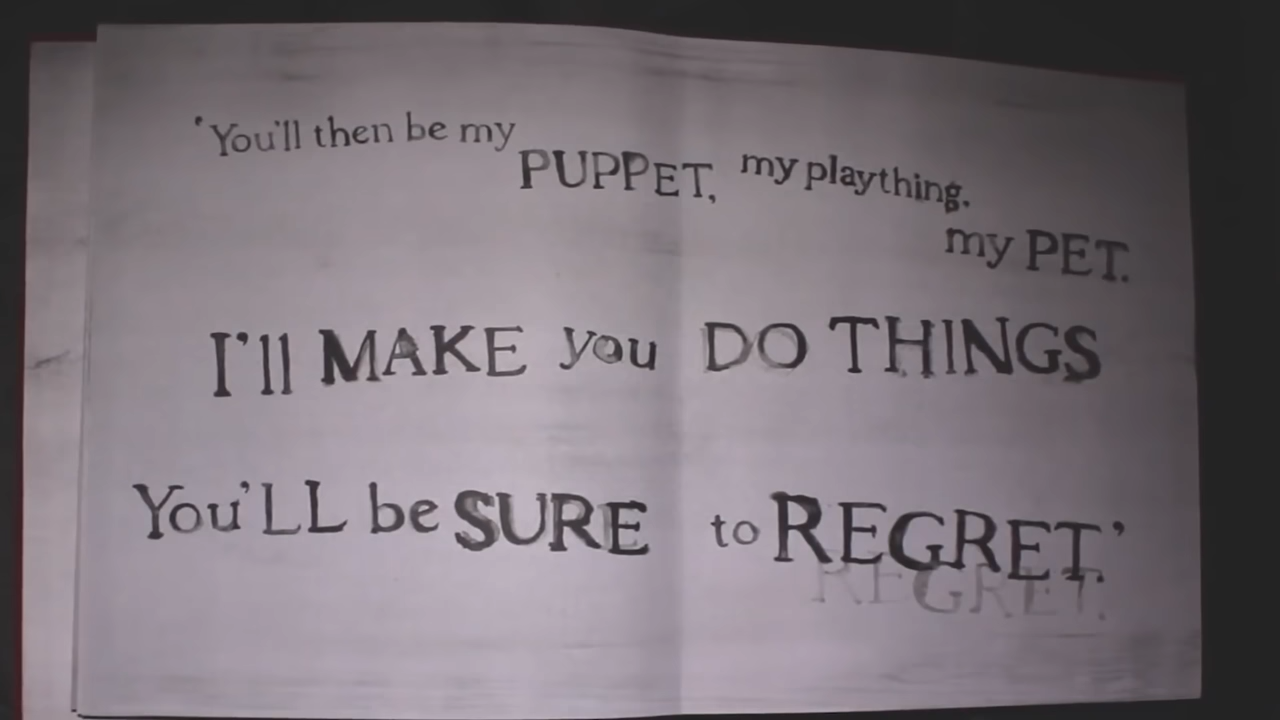 'You'll then be my PUPPET, my plaything.
my PET.
I'll MAKE you DO THINGS
You'LL be SURE to REGRET.'
REGRET.